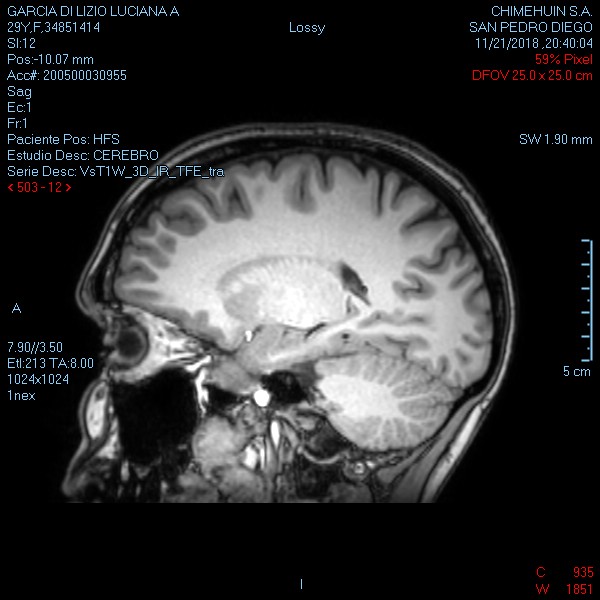 GARCIA DI LIZIO LUCIANA A
29Y,F,34851414
Sl:12
Pos:-10.07 mm
Acc#: 200500030955
Sag
Ec:1
Fr:1
Paciente Pos: HFS
Estudio Desc: CEREBRO
Serie Desc: VsT1W_3D_IR_TFE_tra
< 503 - 12 >
Lossy
CHIMEHUIN S.A.
SAN PEDRO DIEGO
11/21/2018 ,20:40:04
59% Pixel
DFOV 25.0 x 25.0 cm
SW 1.90 mm
A
7.90//3.50
Etl:213 TA:8.00
1024x1024
1nex
5 cm
I
C 935
W 1851